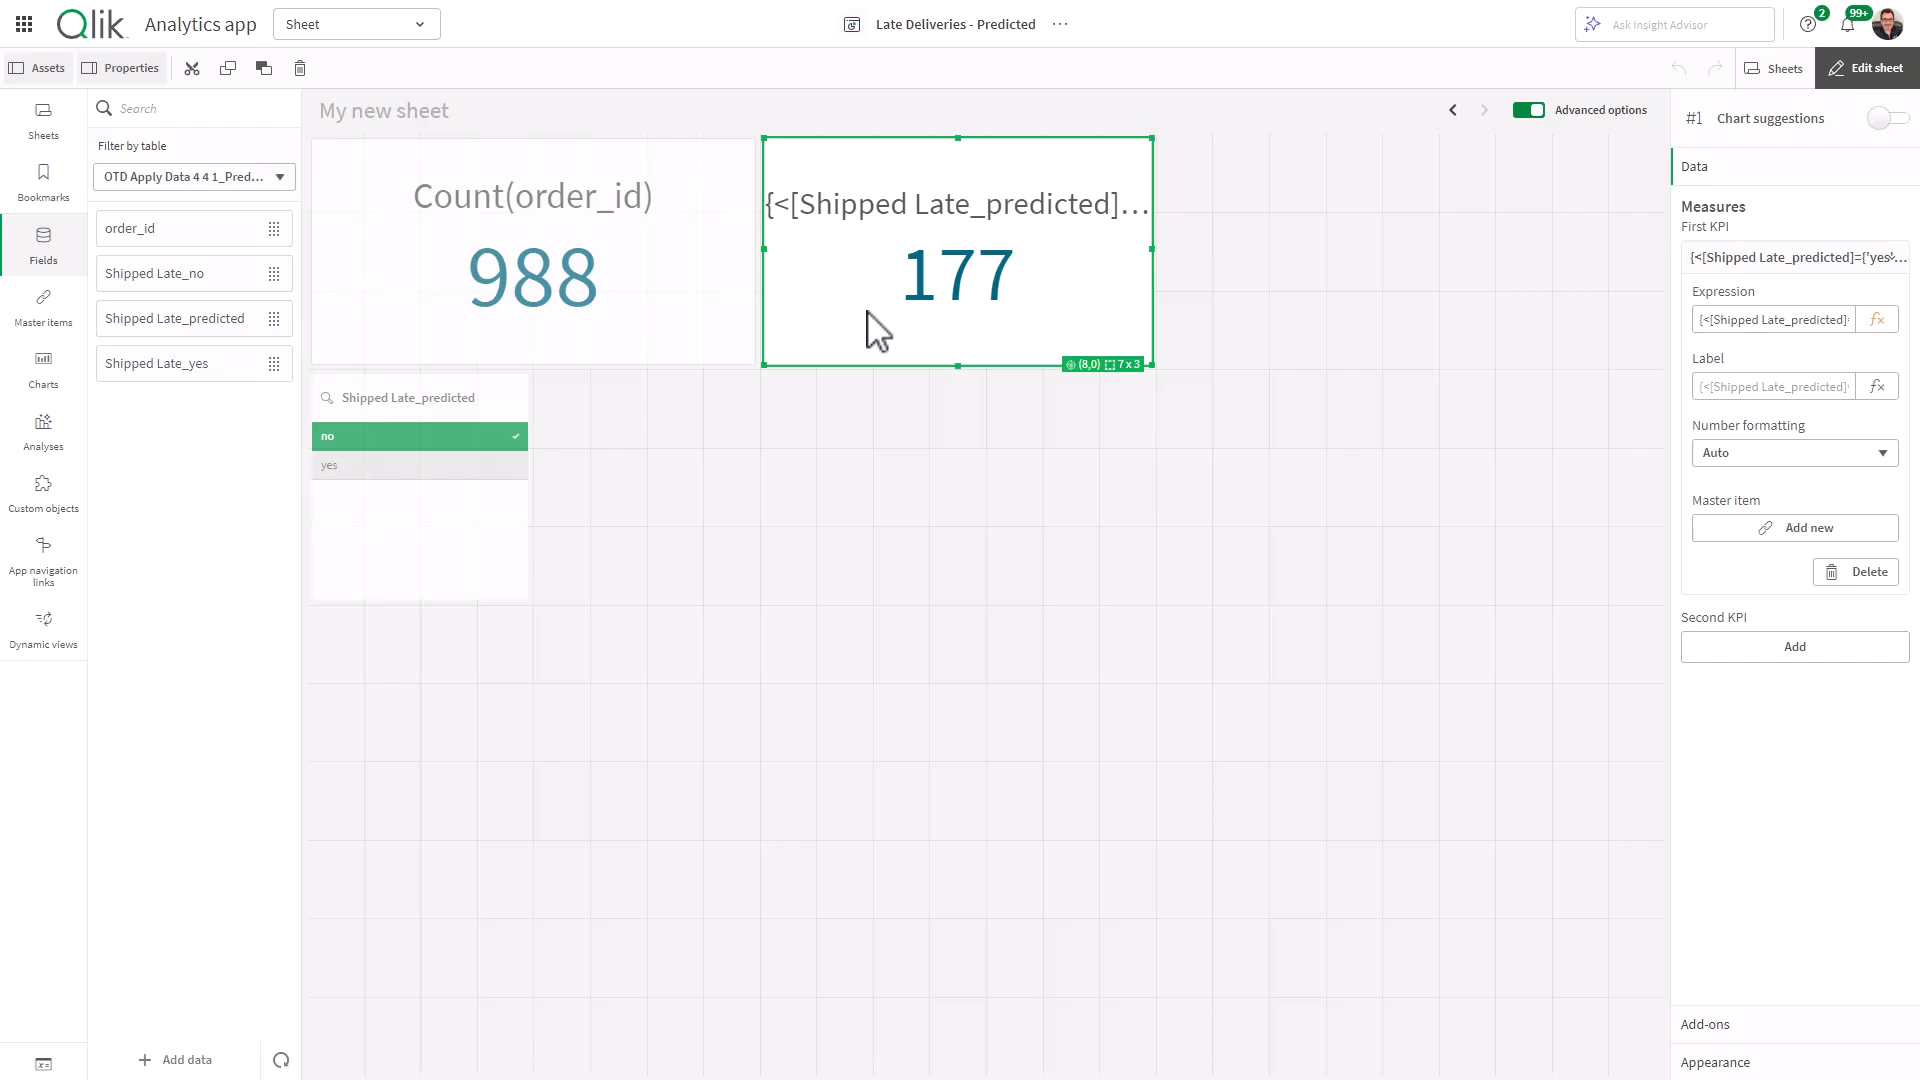 Qlik
Analytics app
Sheet
Late Deliveries - Predicted
...
Ask Insight Advisor
2
99+
Assets
Properties
Sheets
Edit sheet
Sheets
Bookmarks
Fields
Master items
Charts
Analyses
Custom objects
App navigation
links
Dynamic views
Search
Filter by table
OTD Apply Data 4 4 1_Pred...
order_id
Shipped Late_no
Shipped Late_predicted
Shipped Late_yes
Add data
My new sheet
Advanced options
Count(order_id)
988
{<[Shipped Late_predicted]...
177
(8,0) 7 x 3
Shipped Late_predicted
no
yes
#1 Chart suggestions
Data
Measures
First KPI
{<[Shipped Late_predicted]={'yes'...
Expression
{<[Shipped Late_predicted]=
fx
Label
{<[Shipped Late_predicted]=
fx
Number formatting
Auto
Master item
Add new
Delete
Second KPI
Add
Add-ons
Appearance